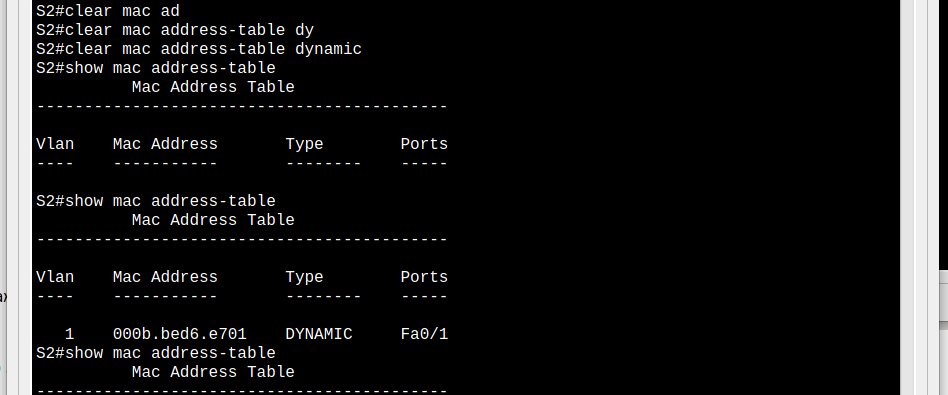 S2#clear mac ad
S2#clear mac address-table dy
S2#clear mac address-table dynamic
S2#show mac address-table
Mac Address Table
-------------------------------------------
Vlan    Mac Address       Type        Ports
----    -----------       --------    -----
S2#show mac address-table
Mac Address Table
-------------------------------------------
Vlan    Mac Address       Type        Ports
----    -----------       --------    -----
1    000b.bed6.e701    DYNAMIC     Fa0/1
S2#show mac address-table
Mac Address Table
-------------------------------------------